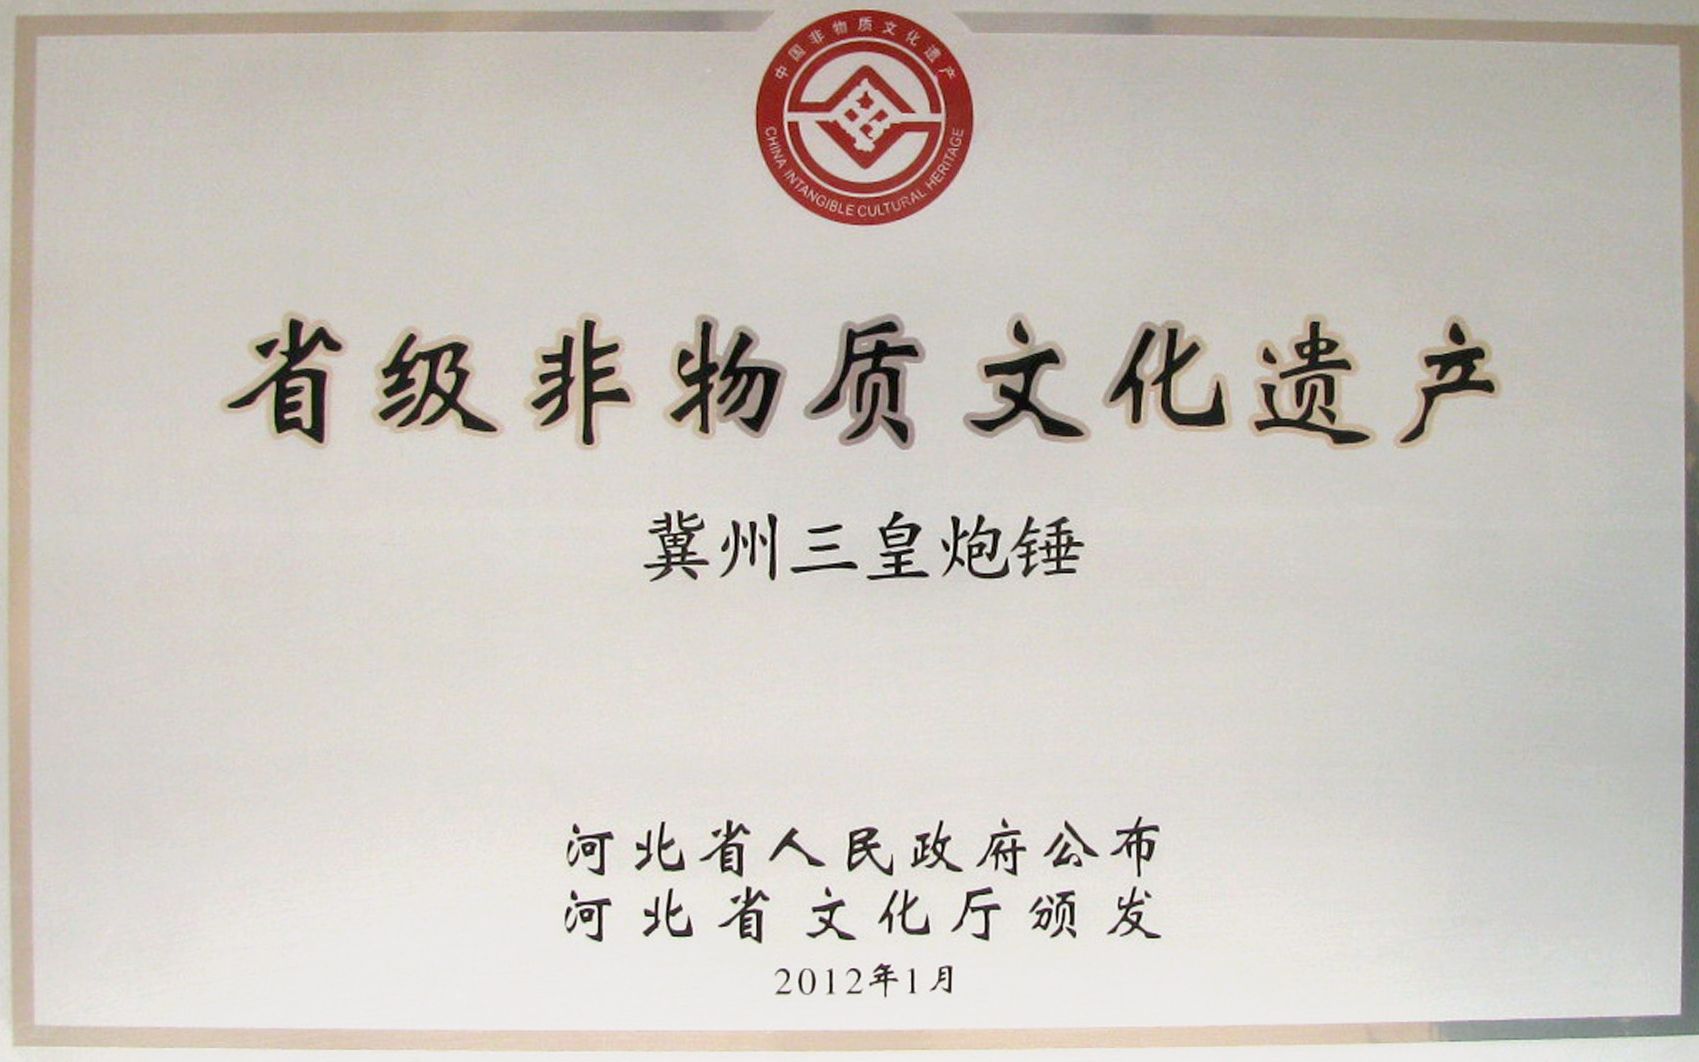 中国非物质文化遗产
CHINA INTANGIBLE CULTURAL HERITAGE
省级非物质文化遗产
冀州三皇炮锤
河北省人民政府公布
河北省文化厅颁发
2012年1月